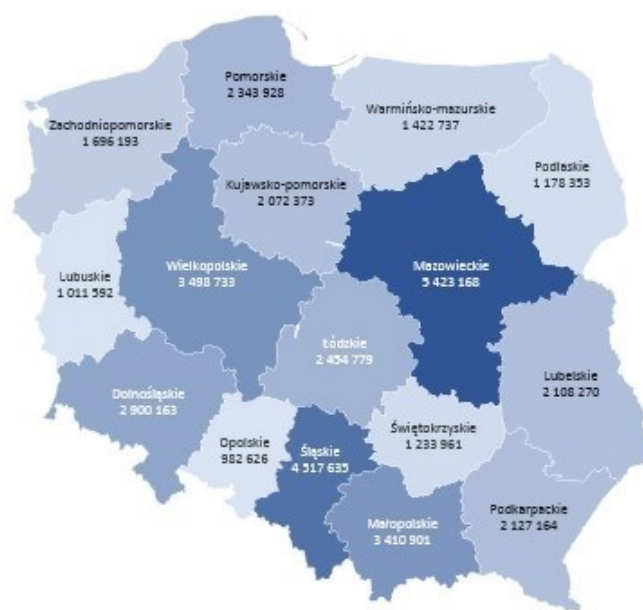 Pomorskie
2 343 928
Warmińsko-mazurskie
1 422 737
Zachodniopomorskie
1 696 193
Podlaskie
1 178 353
Kujawsko-pomorskie
2 072 373
Wielkopolskie
3 498 733
Mazowieckie
5 423 168
Lubuskie
1 011 592
Łódzkie
2 454 779
Lubelskie
2 108 270
Dolnośląskie
2 900 163
Opolskie
982 626
Śląskie
4 517 635
Świętokrzyskie
1 233 961
Podkarpackie
2 127 164
Małopolskie
3 410 901